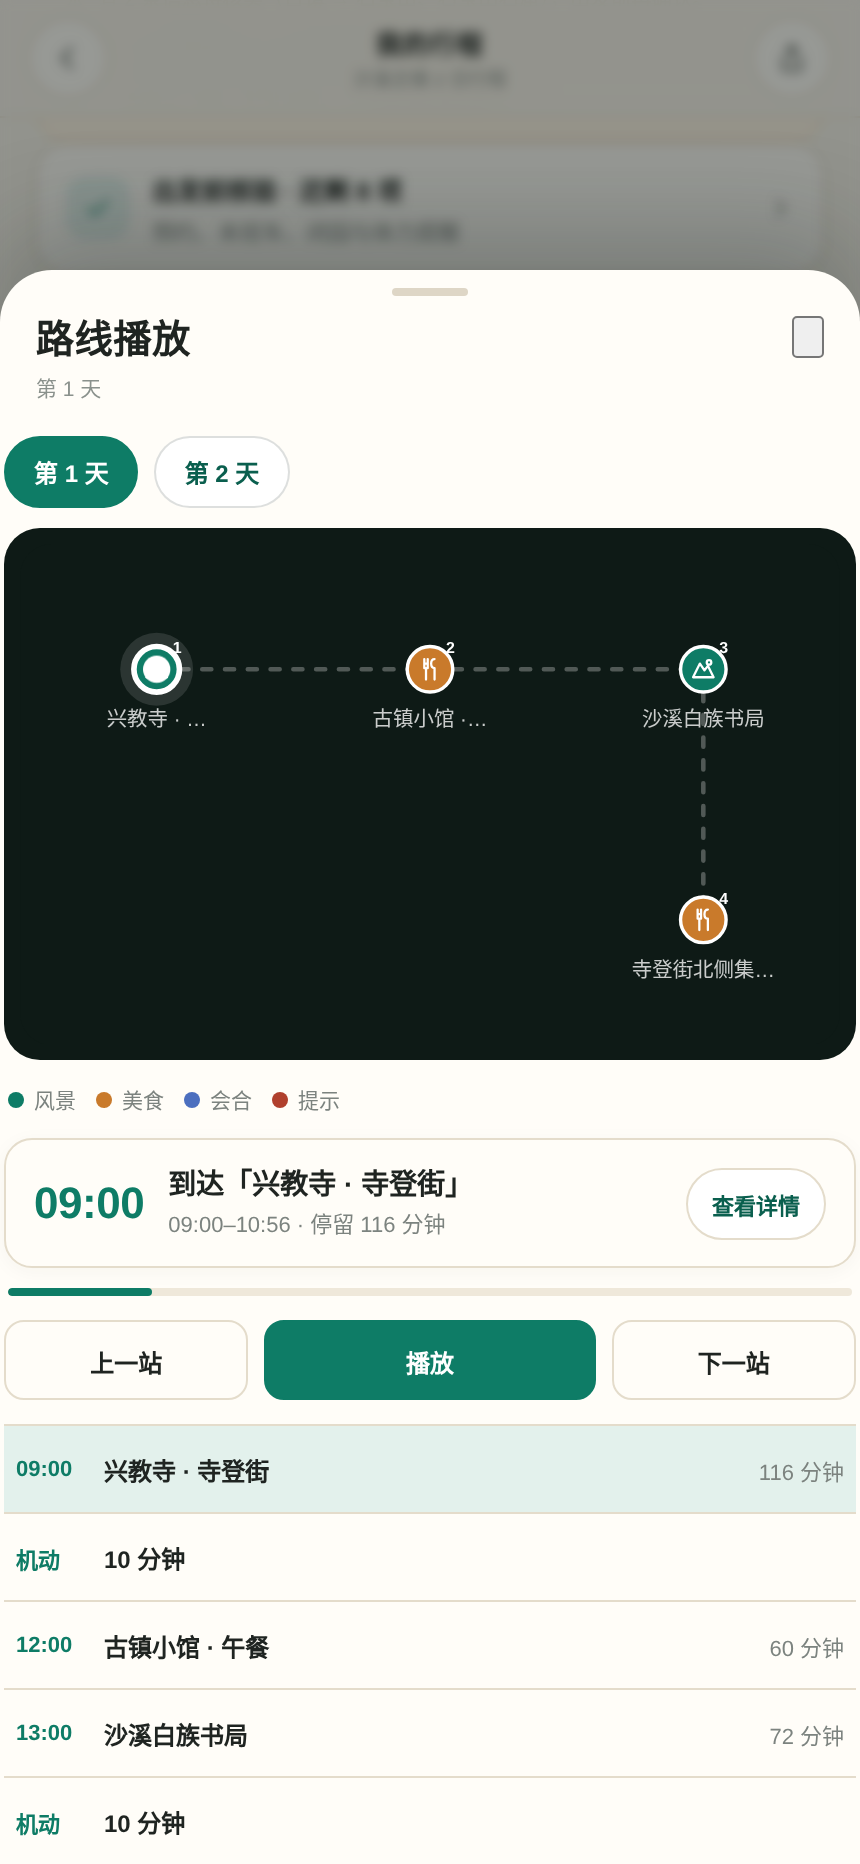 我的行程
路线播放
第 1 天
第 1 天
第 2 天
1
2
3
兴教寺 · …
古镇小馆 ·…
沙溪白族书局
4
寺登街北侧集…
风景
美食
会合
提示
09:00
到达「兴教寺 · 寺登街」
09:00–10:56 · 停留 116 分钟
查看详情
上一站
播放
下一站
09:00 兴教寺 · 寺登街 116 分钟
机动 10 分钟
12:00 古镇小馆 · 午餐 60 分钟
13:00 沙溪白族书局 72 分钟
机动 10 分钟